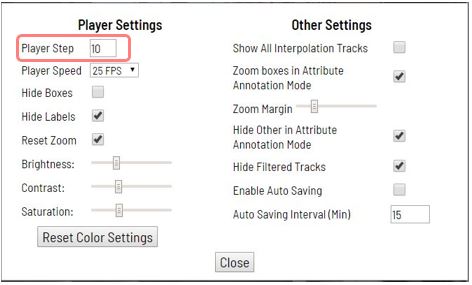 Player Settings
Player Step 10
Player Speed 25 FPS
Hide Boxes
Hide Labels
Reset Zoom
Brightness:
Contrast:
Saturation:
Reset Color Settings
Other Settings
Show All Interpolation Tracks
Zoom boxes in Attribute
Annotation Mode
Zoom Margin
Hide Other in Attribute
Annotation Mode
Hide Filtered Tracks
Enable Auto Saving
Auto Saving Interval (Min) 15
Close